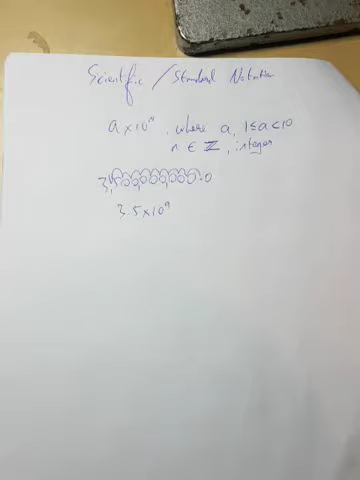 Scientific / Standard Notation
a × 10ⁿ , where a, 1 ≤ a < 10
n ∈ ℤ , integer
3.5 × 10⁹